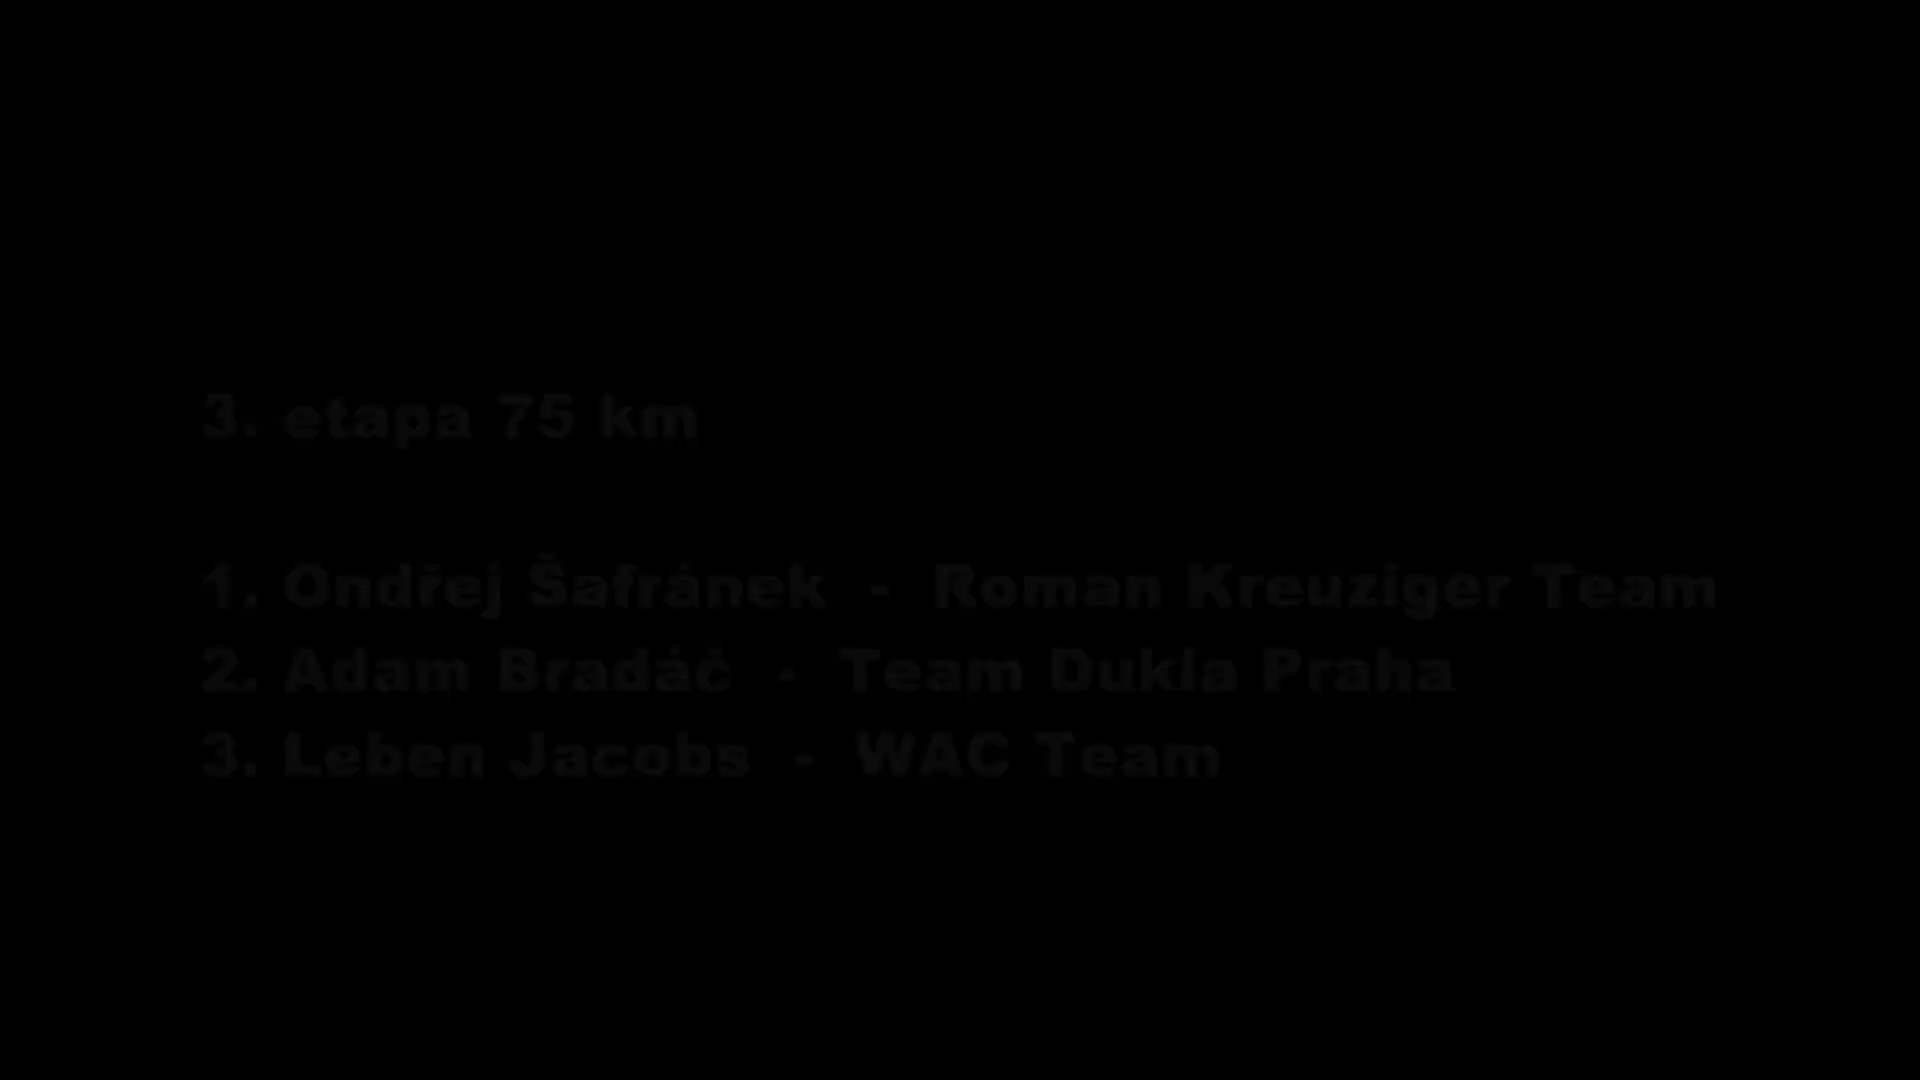 3. etapa 75 km
1. Ondřej Šafránek - Roman Kreuziger Team
2. Adam Bradáč - Team Dukla Praha
3. Leben Jacobs - WAC Team